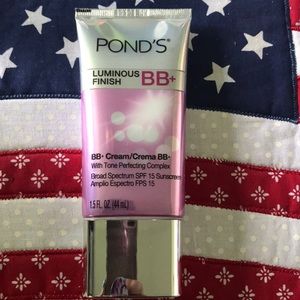 POND'S®
LUMINOUS
FINISH
BB+
BB+ Cream/Crema BB+
With Tone Perfecting Complex
Broad Spectrum SPF 15 Sunscreen
Amplio Espectro FPS 15
1.5 FL OZ (44 mL)